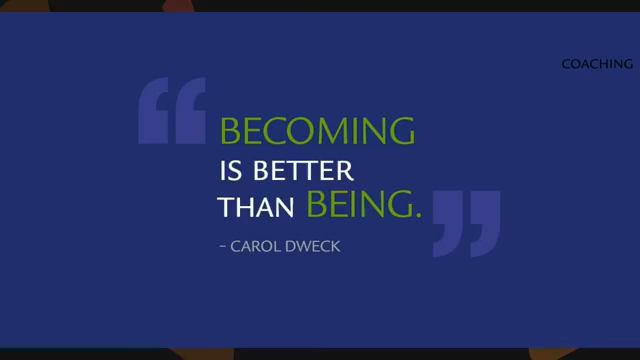 COACHING
BECOMING
IS BETTER
THAN BEING.
– CAROL DWECK